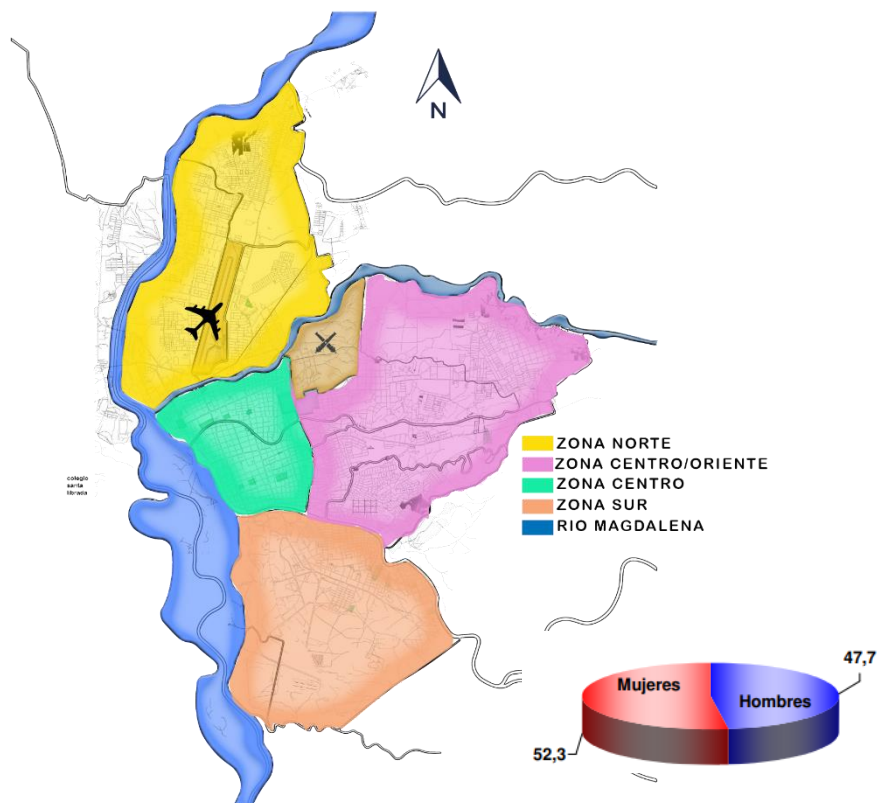 N
ZONA NORTE
ZONA CENTRO/ORIENTE
ZONA CENTRO
ZONA SUR
RIO MAGDALENA
colegio
santa
librada
47,7
Mujeres
Hombres
52,3